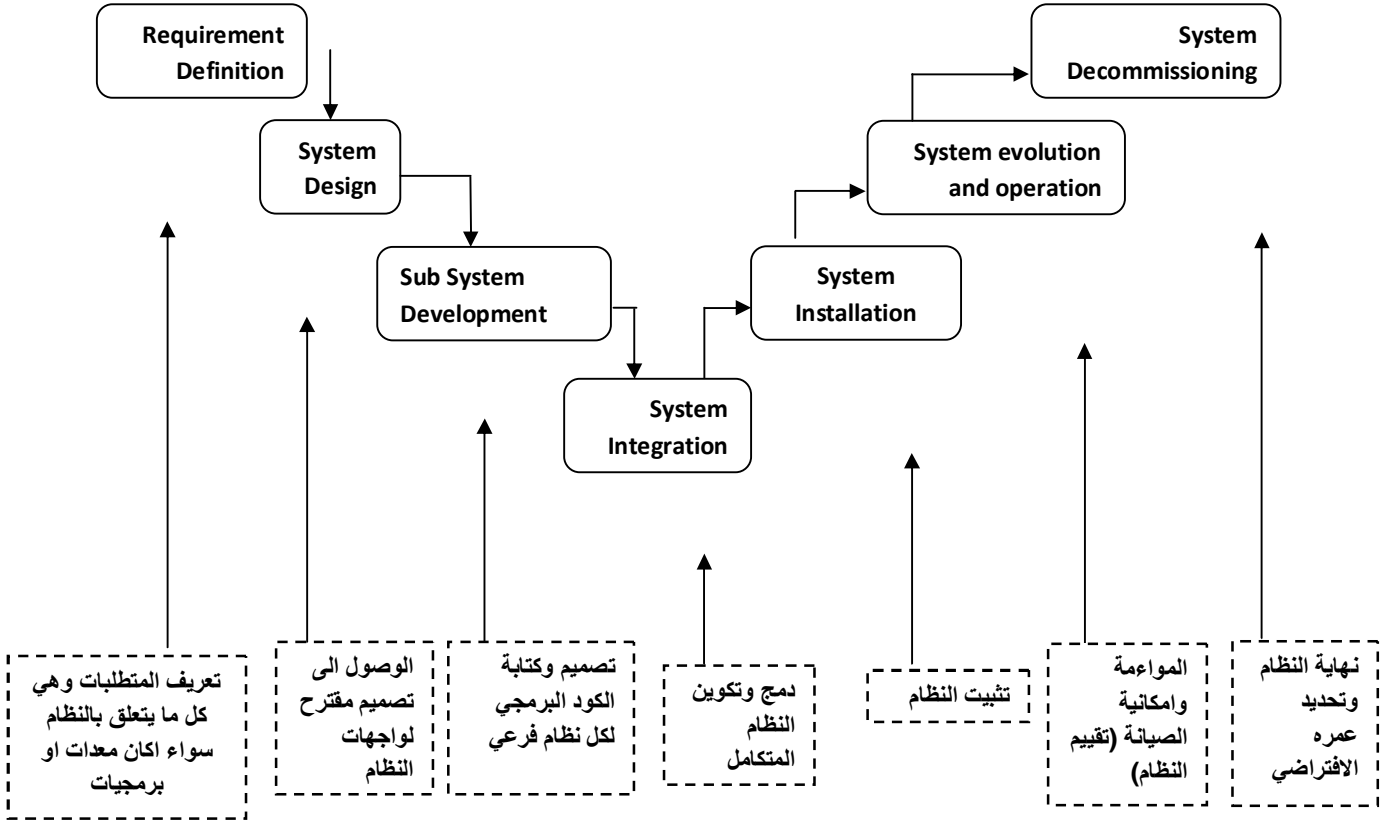 Requirement
Definition
System
Decommissioning
System
Design
System evolution
and operation
Sub System
Development
System
Installation
System
Integration
تعريف المتطلبات وهي
كل ما يتعلق بالنظام
سواء اكان معدات او
برمجيات
الوصول الى
تصميم مقترح
لواجهات
النظام
تصميم وكتابة
الكود البرمجي
لكل نظام فرعي
دمج وتكوين
النظام
المتكامل
تثبيت النظام
المواءمة
وامكانية
الصيانة (تقييم
النظام)
نهاية النظام
وتحديد
عمره
الافتراضي